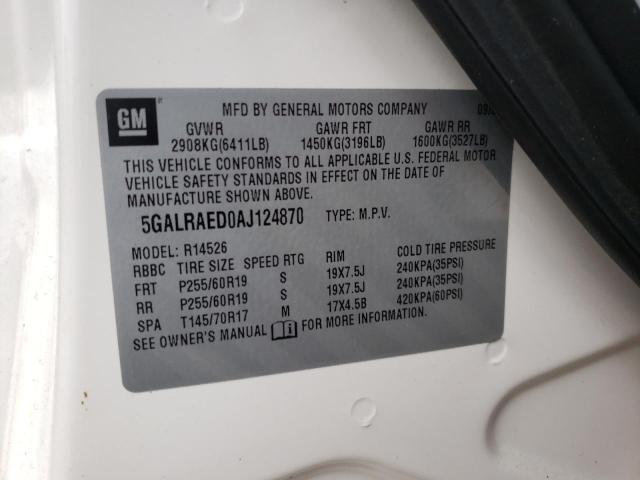 GM
MFD BY GENERAL MOTORS COMPANY
GVWR GAWR FRT GAWR RR
2908KG(6411LB) 1450KG(3196LB) 1600KG(3527LB)
THIS VEHICLE CONFORMS TO ALL APPLICABLE U.S. FEDERAL MOTOR
VEHICLE SAFETY STANDARDS IN EFFECT ON THE DATE OF
MANUFACTURE SHOWN ABOVE.
5GALRAED0AJ124870 TYPE: M.P.V.
MODEL: R14526
RBBC TIRE SIZE SPEED RTG RIM COLD TIRE PRESSURE
FRT P255/60R19 S 19X7.5J 240KPA(35PSI)
RR P255/60R19 S 19X7.5J 240KPA(35PSI)
SPA T145/70R17 M 17X4.5B 420KPA(60PSI)
SEE OWNER'S MANUAL FOR MORE INFORMATION.